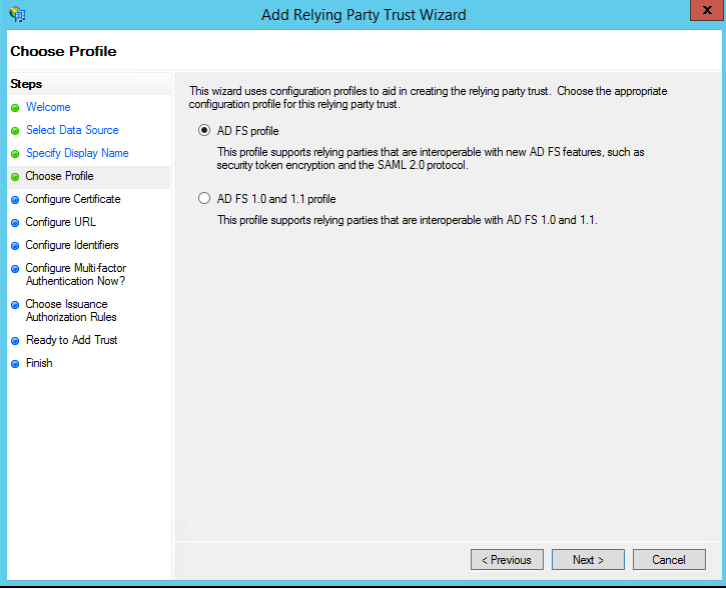 Add Relying Party Trust Wizard
x
Choose Profile
Steps
Welcome
Select Data Source
Specify Display Name
Choose Profile
Configure Certificate
Configure URL
Configure Identifiers
Configure Multi-factor
Authentication Now?
Choose Issuance
Authorization Rules
Ready to Add Trust
Finish
This wizard uses configuration profiles to aid in creating the relying party trust.  Choose the appropriate
configuration profile for this relying party trust.
AD FS profile
This profile supports relying parties that are interoperable with new AD FS features, such as
security token encryption and the SAML 2.0 protocol.
AD FS 1.0 and 1.1 profile
This profile supports relying parties that are interoperable with AD FS 1.0 and 1.1.
< Previous
Next >
Cancel